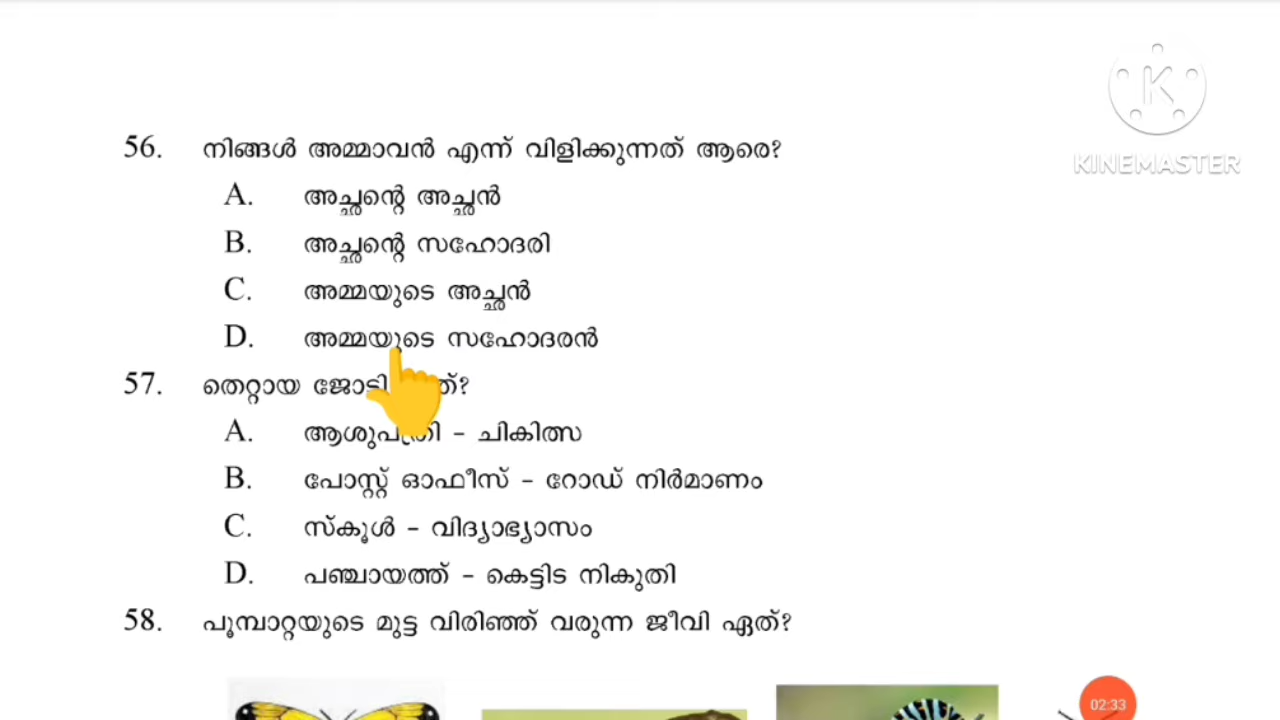 KINEMASTER
56. നിങ്ങൾ അമ്മാവൻ എന്ന് വിളിക്കുന്നത് ആരെ?
A. അച്ഛന്റെ അച്ഛൻ
B. അച്ഛന്റെ സഹോദരി
C. അമ്മയുടെ അച്ഛൻ
D. അമ്മയുടെ സഹോദരൻ
57. തെറ്റായ ജോടി
A. ആശുപത്രി - ചികിത്സ
B. പോസ്റ്റ് ഓഫീസ് - റോഡ് നിർമാണം
C. സ്കൂൾ - വിദ്യാഭ്യാസം
D. പഞ്ചായത്ത് - കെട്ടിട നികുതി
58. പൂമ്പാറ്റയുടെ മുട്ട വിരിഞ്ഞ് വരുന്ന ജീവി ഏത്?
02:33